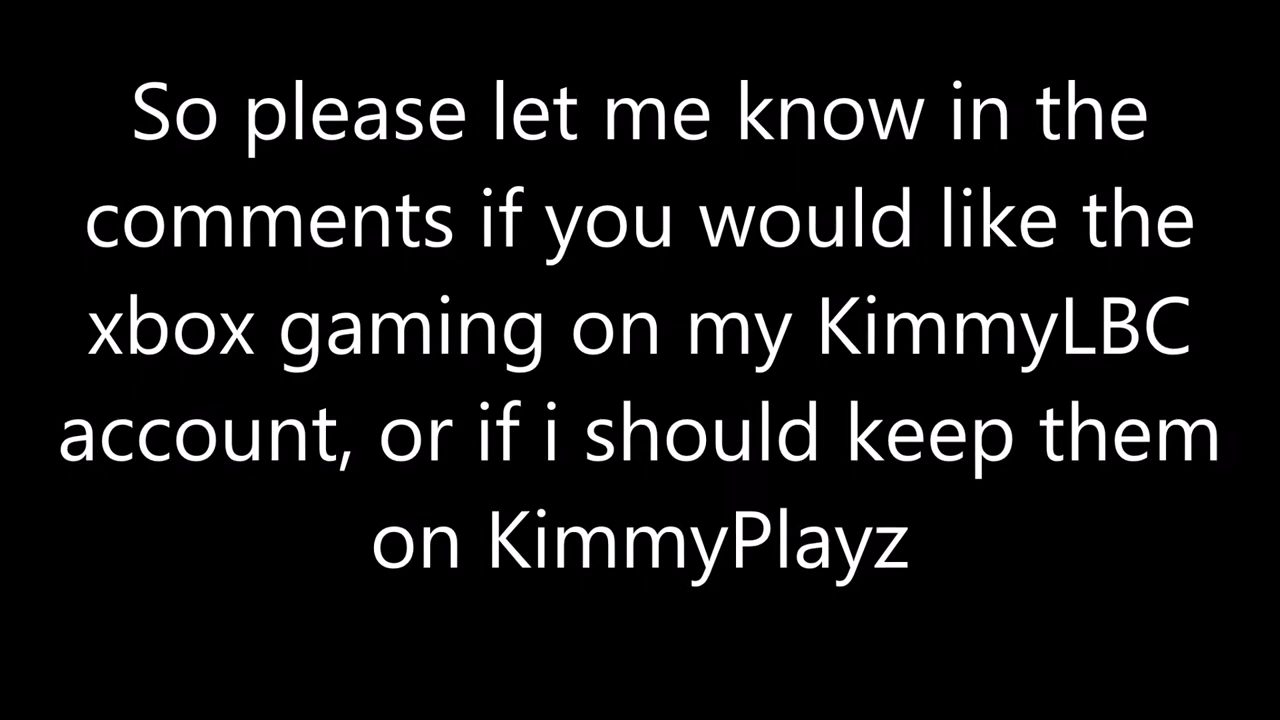 So please let me know in the
comments if you would like the
xbox gaming on my KimmyLBC
account, or if i should keep them
on KimmyPlayz